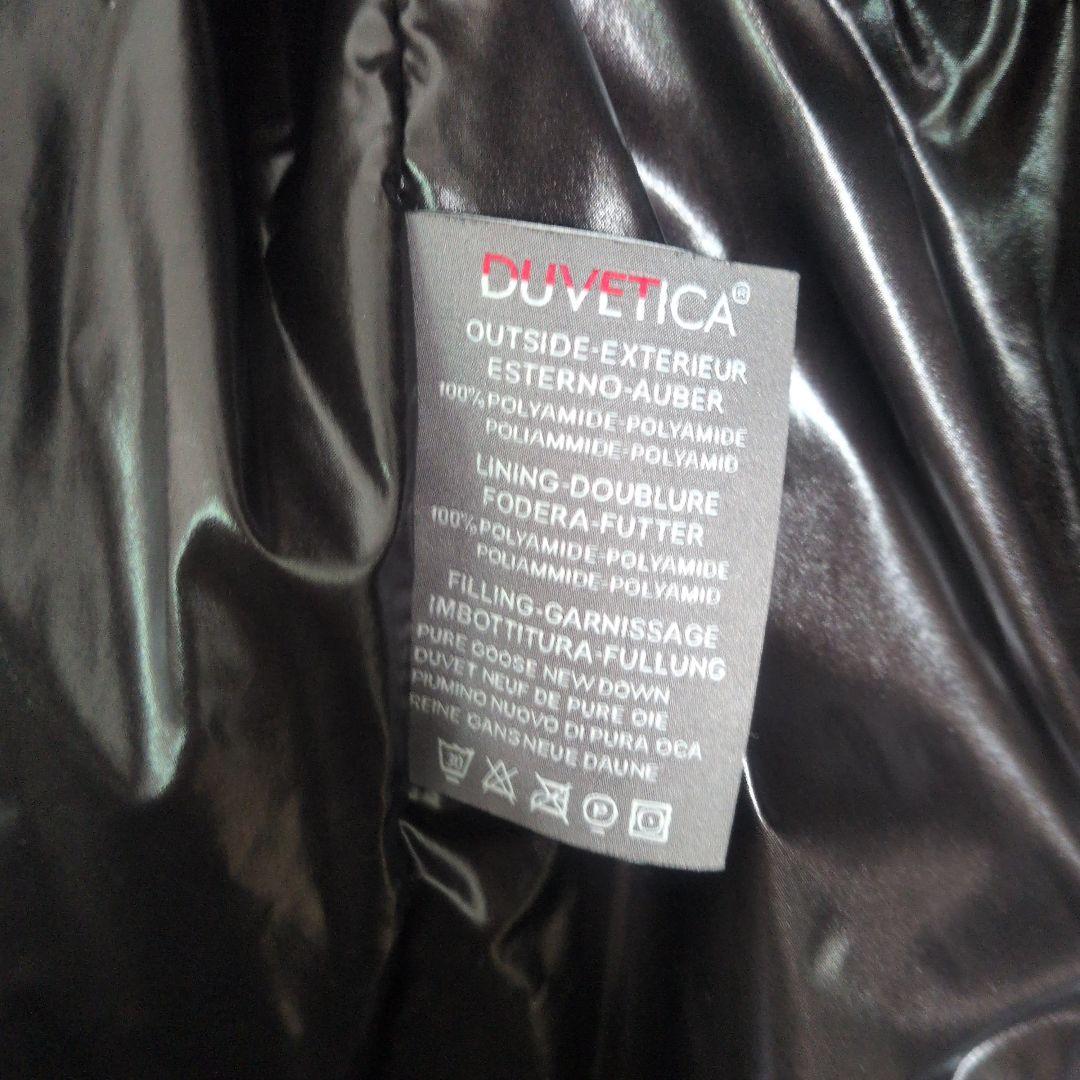 DUVETICA®
OUTSIDE-EXTERIEUR
ESTERNO-AUBER
100% POLYAMIDE-POLYAMIDE
POLIAMMIDE-POLYAMID
LINING-DOUBLURE
FODERA-FUTTER
100% POLYAMIDE-POLYAMIDE
POLIAMMIDE-POLYAMID
FILLING-GARNISSAGE
IMBOTTITURA-FULLUNG
PURE GOOSE NEW DOWN
DUVET NEUF DE PURE OIE
PIUMINO NUOVO DI PURA OCA
REINE GANS NEUE DAUNE
30 P